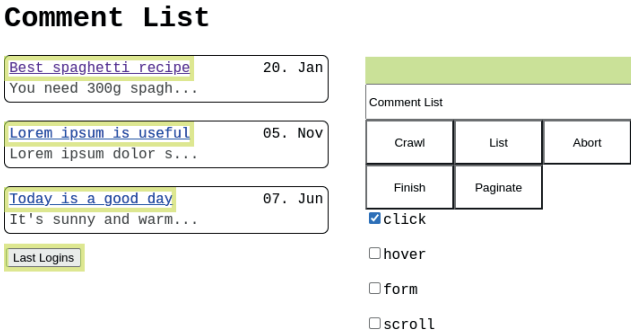 Comment List
Best spaghetti recipe 20. Jan
You need 300g spagh...
Lorem ipsum is useful 05. Nov
Lorem ipsum dolor s...
Today is a good day 07. Jun
It's sunny and warm...
Last Logins
Comment List
Crawl List Abort
Finish Paginate
click
hover
form
scroll